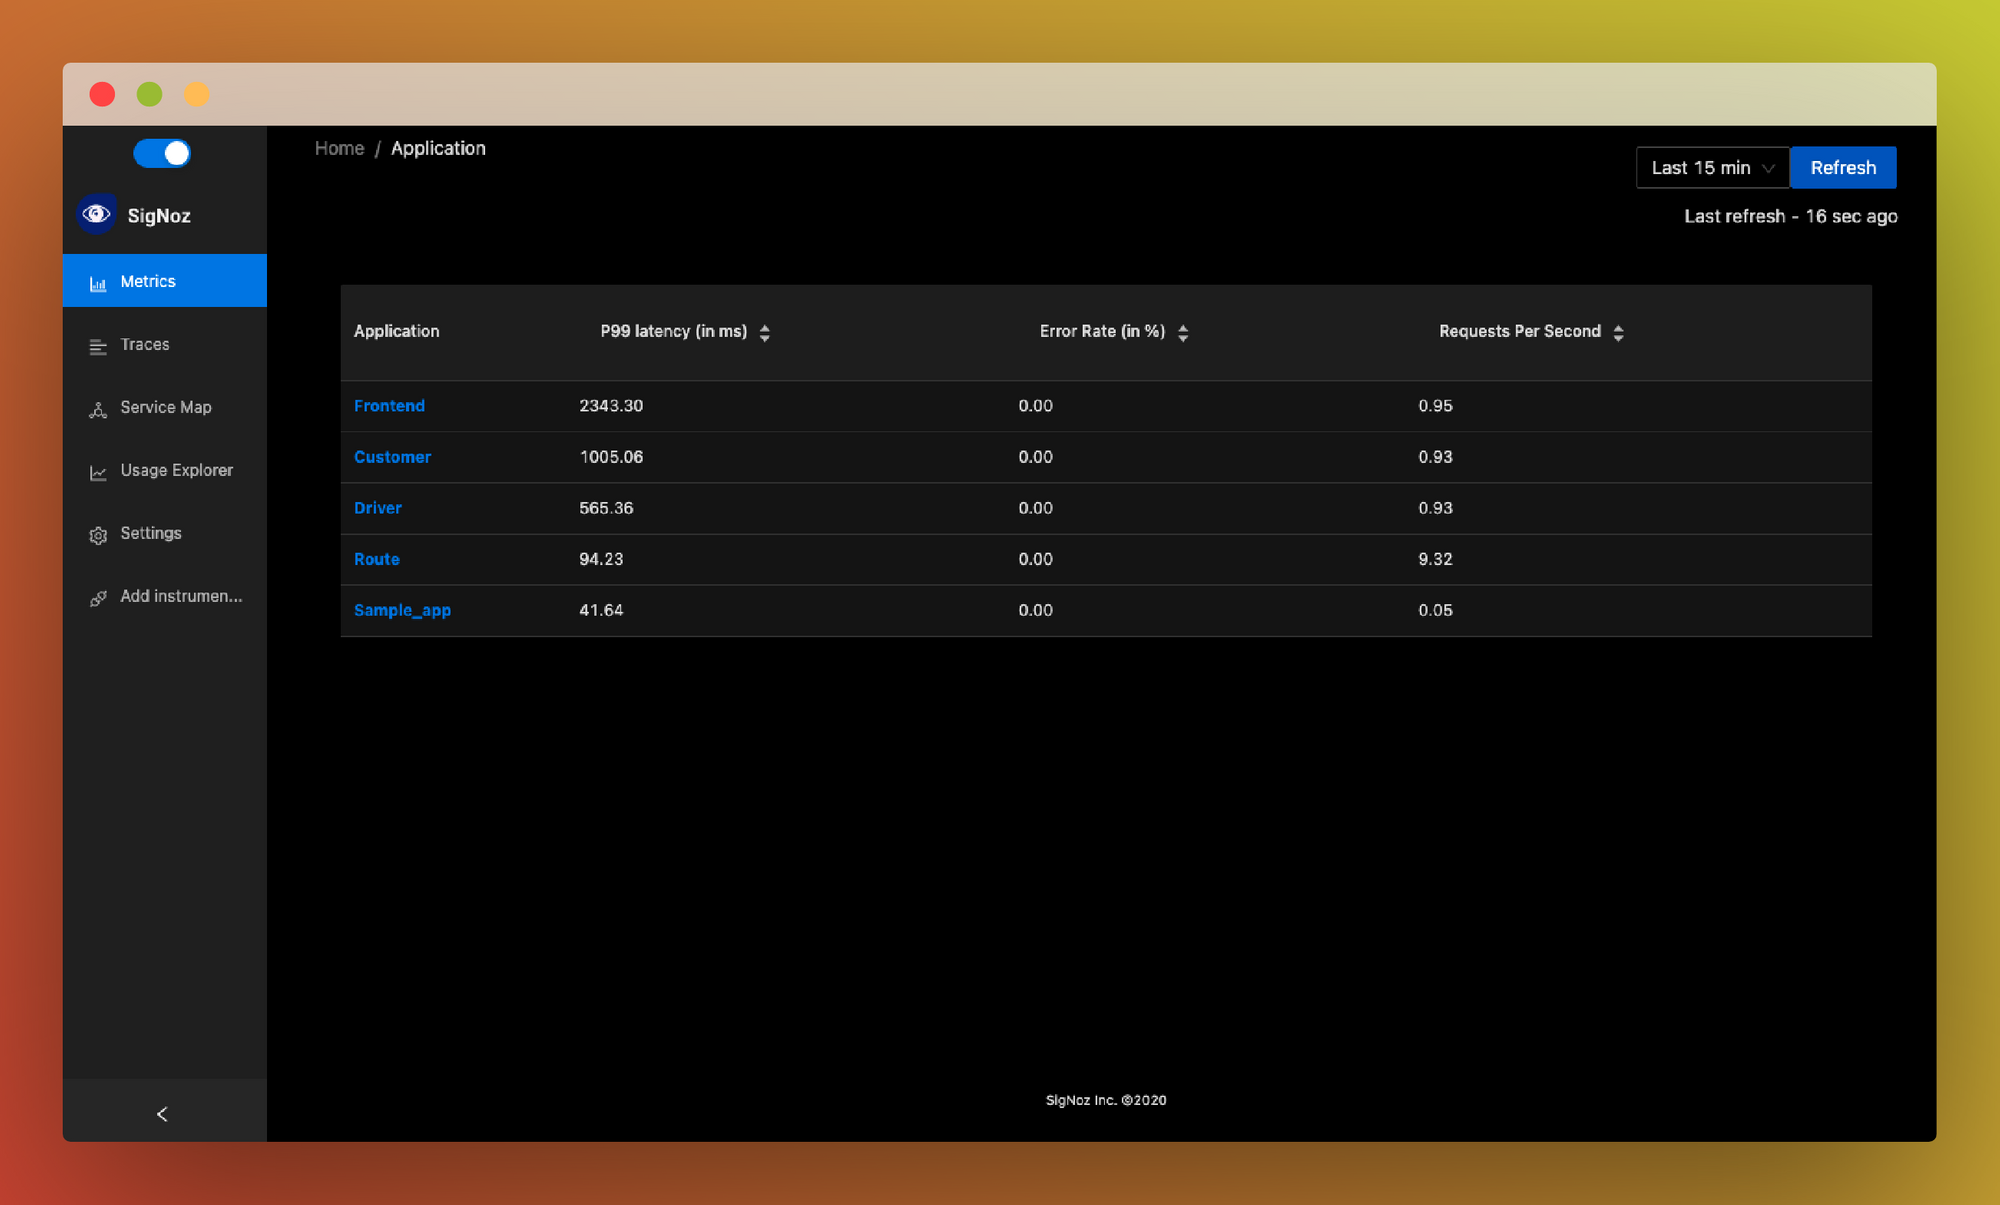 Home / Application
Last 15 min
Refresh
Last refresh - 16 sec ago
SigNoz
Metrics
Traces
Service Map
Usage Explorer
Settings
Add instrumen...
Application P99 latency (in ms) Error Rate (in %) Requests Per Second
Frontend 2343.30 0.00 0.95
Customer 1005.06 0.00 0.93
Driver 565.36 0.00 0.93
Route 94.23 0.00 9.32
Sample_app 41.64 0.00 0.05
SigNoz Inc. ©2020